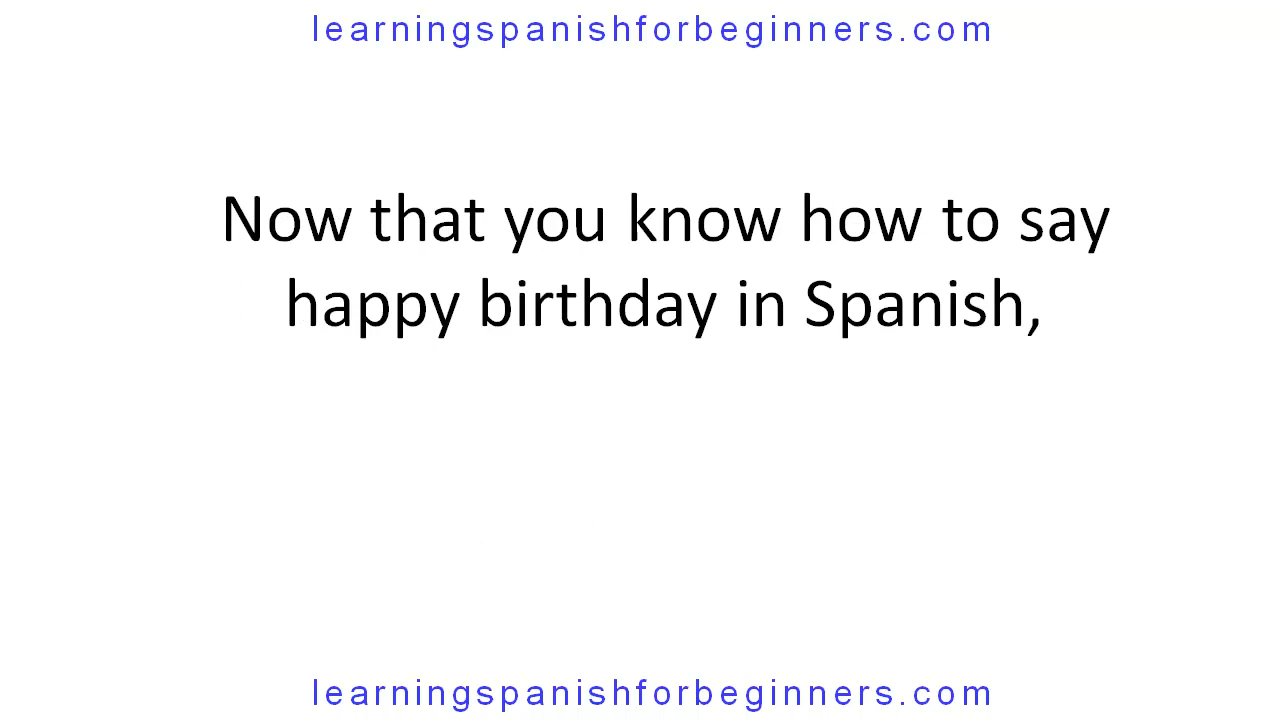 learningspanishforbeginners.com
Now that you know how to say
happy birthday in Spanish,
learningspanishforbeginners.com